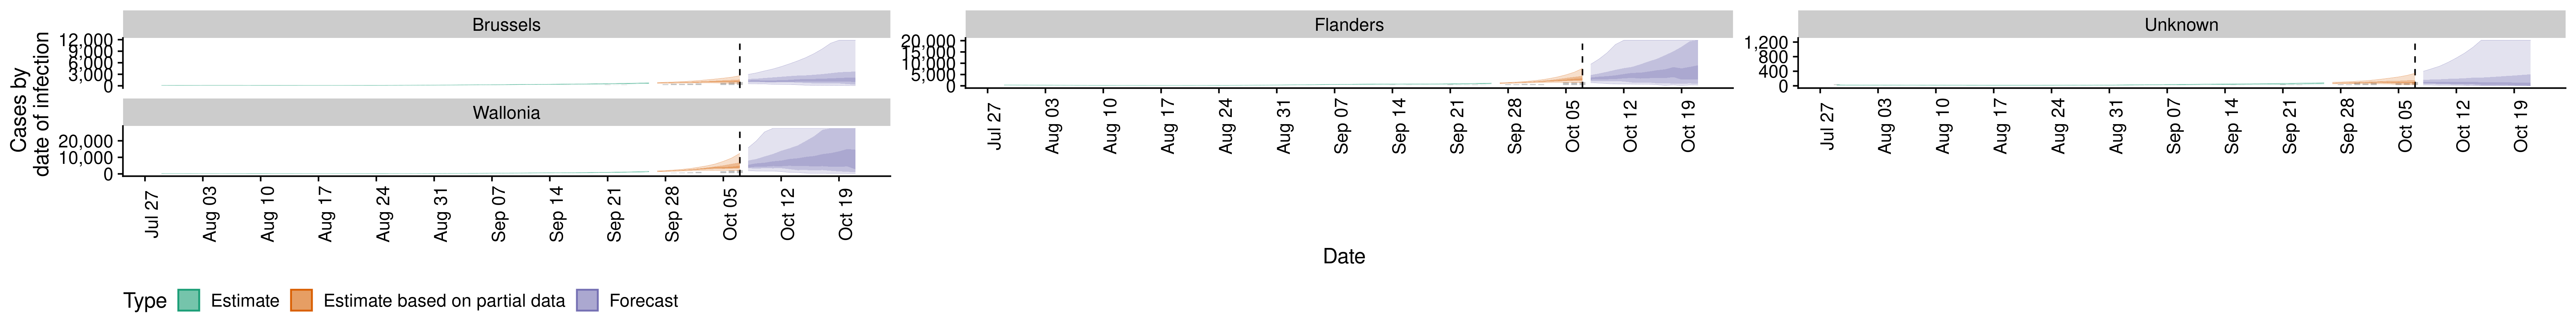 Brussels
Flanders
Unknown
Cases by
date of infection
12,000
9,000
6,000
3,000
0
20,000
15,000
10,000
5,000
0
1,200
800
400
0
Jul 27 Aug 03 Aug 10 Aug 17 Aug 24 Aug 31 Sep 07 Sep 14 Sep 21 Sep 28 Oct 05 Oct 12 Oct 19
Jul 27 Aug 03 Aug 10 Aug 17 Aug 24 Aug 31 Sep 07 Sep 14 Sep 21 Sep 28 Oct 05 Oct 12 Oct 19
Wallonia
20,000
10,000
0
Jul 27 Aug 03 Aug 10 Aug 17 Aug 24 Aug 31 Sep 07 Sep 14 Sep 21 Sep 28 Oct 05 Oct 12 Oct 19
Date
Type Estimate Estimate based on partial data Forecast